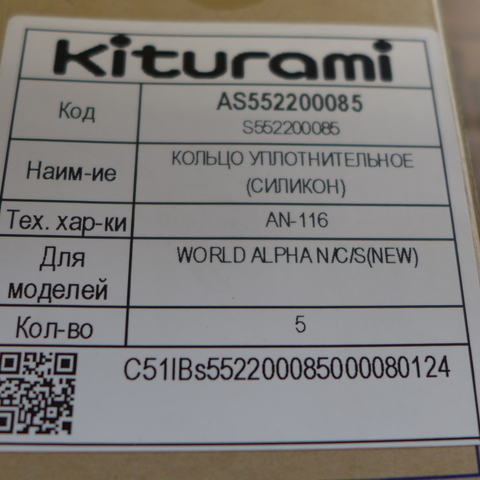 Kiturami
Код
AS552200085
S552200085
Наим-ие
КОЛЬЦО УПЛОТНИТЕЛЬНОЕ
(СИЛИКОН)
Тех. хар-ки
AN-116
Для
моделей
WORLD ALPHA N/C/S(NEW)
Кол-во
5
C51IBs552200085000080124